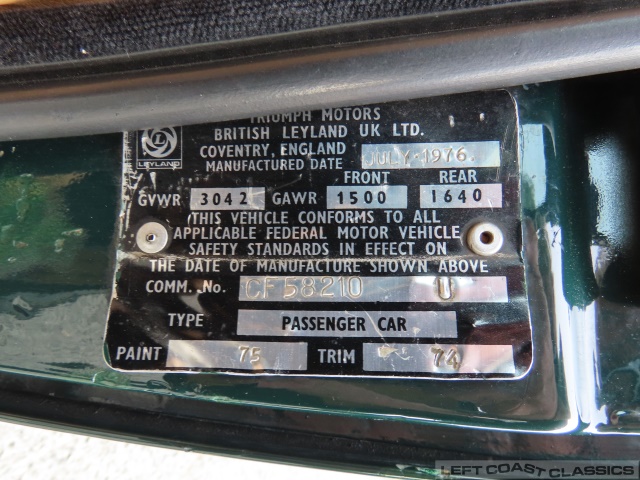 TRIUMPH MOTORS
BRITISH LEYLAND UK LTD.
COVENTRY, ENGLAND
LEYLAND
MANUFACTURED DATE JULY 1976
FRONT REAR
GVWR 3042 GAWR 1500 1640
THIS VEHICLE CONFORMS TO ALL
APPLICABLE FEDERAL MOTOR VEHICLE
SAFETY STANDARDS IN EFFECT ON
THE DATE OF MANUFACTURE SHOWN ABOVE
COMM. No. CF 58210 U
TYPE PASSENGER CAR
PAINT 75 TRIM 74
LEFT COAST CLASSICS